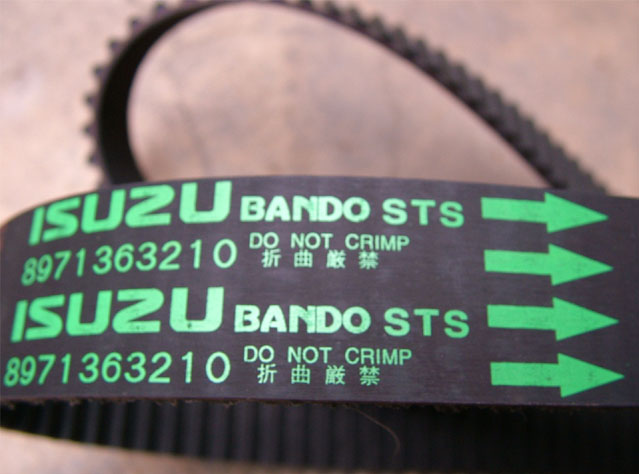 ISUZU BANDO STS
8971363210 DO NOT CRIMP
折曲厳禁
ISUZU BANDO STS
8971363210 DO NOT CRIMP
折曲厳禁